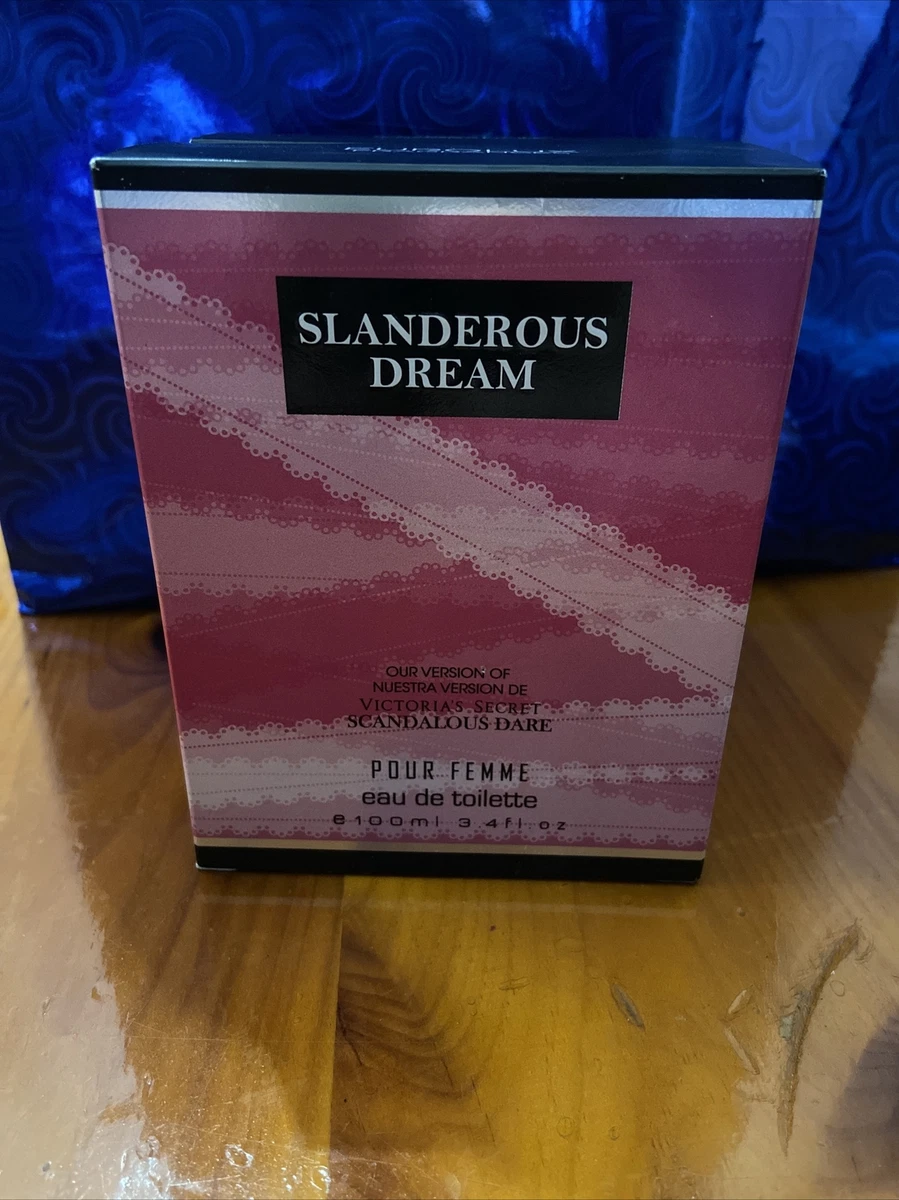 SLANDEROUS
DREAM
OUR VERSION OF
NUESTRA VERSION DE
VICTORIA'S SECRET
SCANDALOUS DARE
POUR FEMME
eau de toilette
e 100ml 3.4fl.oz